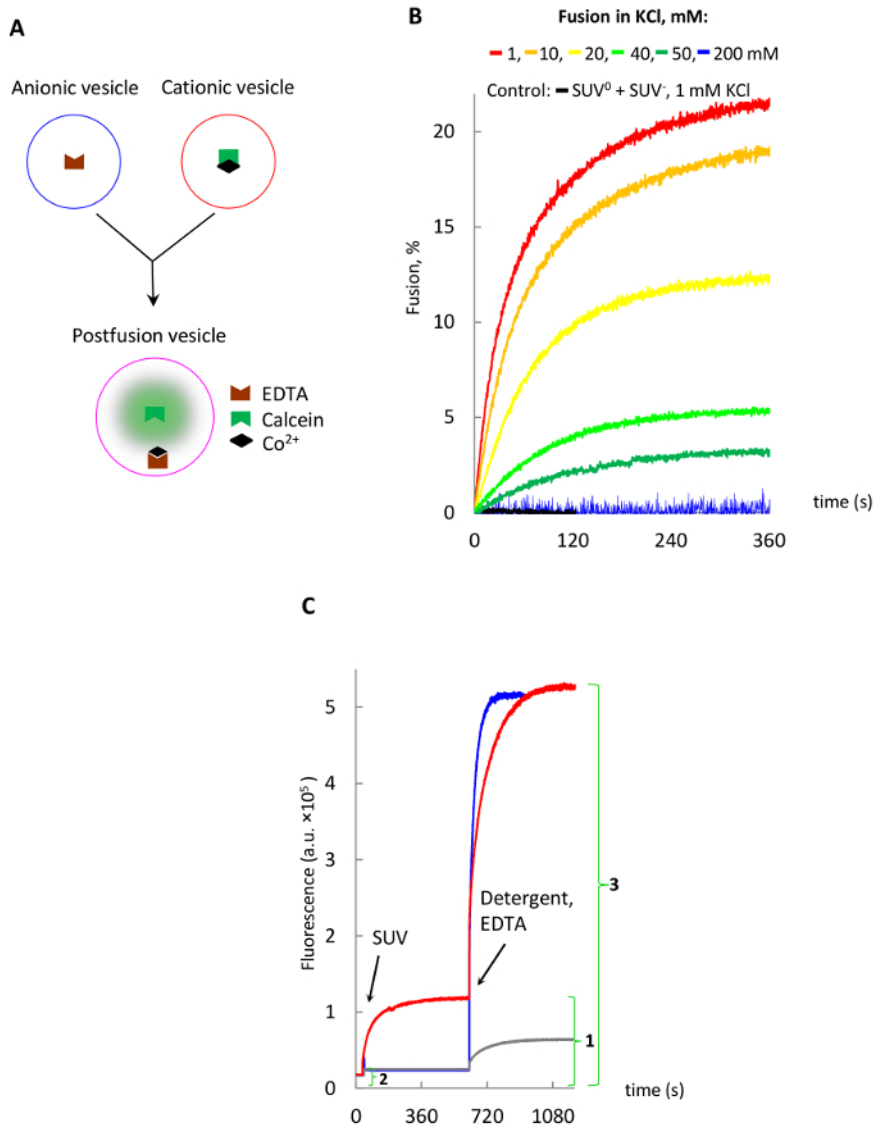 A
Anionic vesicle
Cationic vesicle
Postfusion vesicle
EDTA
Calcein
Co²⁺
B
Fusion in KCl, mM:
1, 10, 20, 40, 50, 200 mM
Control: SUV⁰ + SUV⁻, 1 mM KCl
Fusion, %
20
15
10
5
0
0 120 240 360
time (s)
C
Fluorescence (a.u. ×10⁵)
5
4
3
2
1
0
SUV
Detergent,
EDTA
3
1
2
time (s)
0 360 720 1080